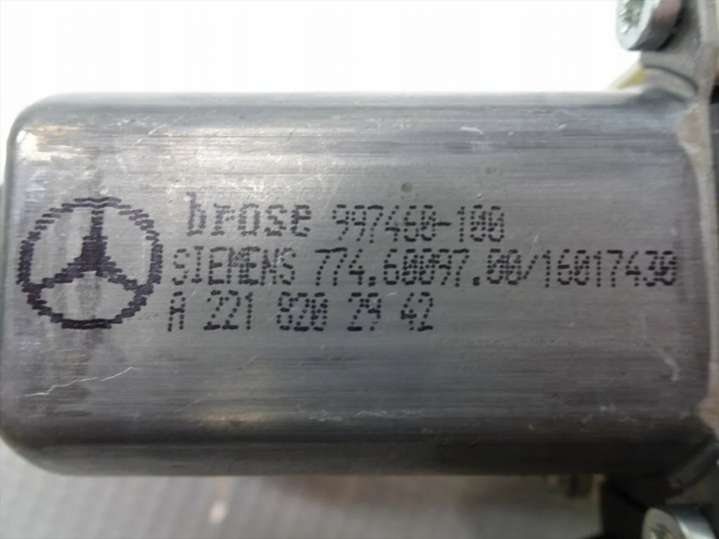 brose 997460-100
SIEMENS 774.60097.00/16017430
A 221 820 29 42